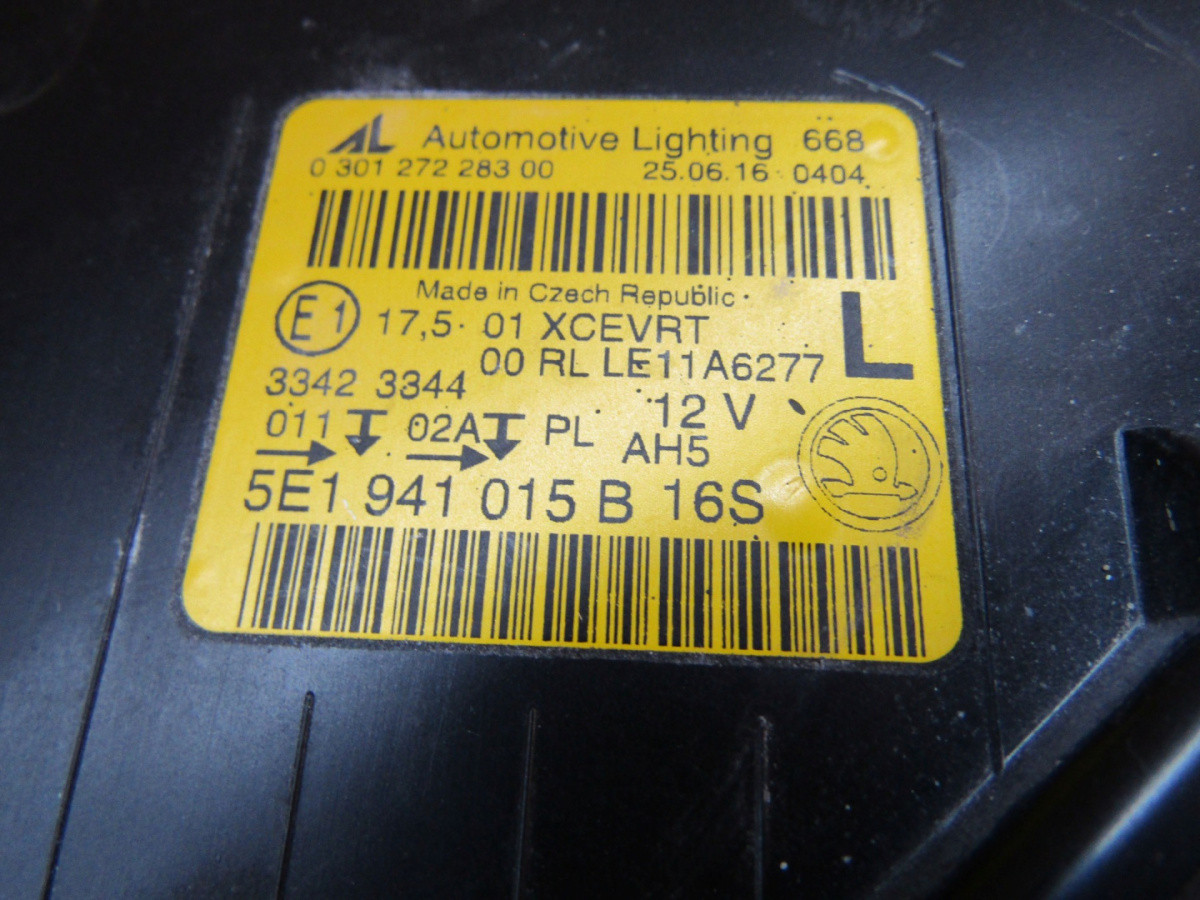 AL Automotive Lighting 668
0 301 272 283 00 25.06.16 0404
Made in Czech Republic
E1 17,5 01 XCEVRT L
00 RL LE11A6277
3342 3344 12 V
011 02A PL AH5
5E1 941 015 B 16S